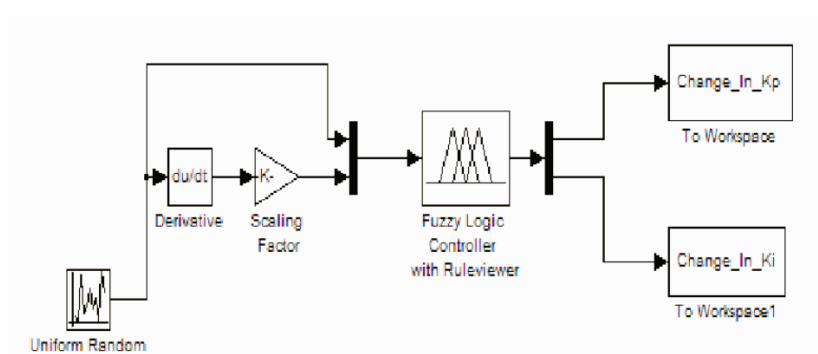 Change_In_Kp
To Workspace
du/dt
Derivative
-K-
Scaling
Factor
Fuzzy Logic
Controller
with Ruleviewer
Change_In_Ki
To Workspace1
Uniform Random